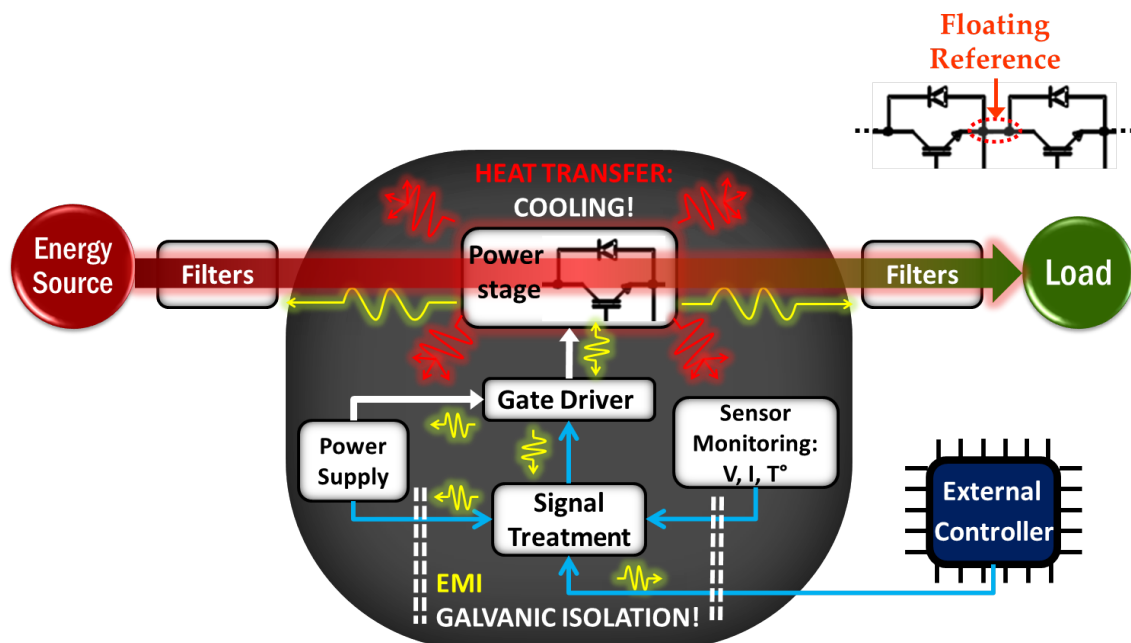 Floating
Reference
HEAT TRANSFER:
COOLING!
Energy
Source
Filters
Power
stage
Filters
Load
Gate Driver
Power
Supply
Sensor
Monitoring:
V, I, T°
Signal
Treatment
External
Controller
EMI
GALVANIC ISOLATION!